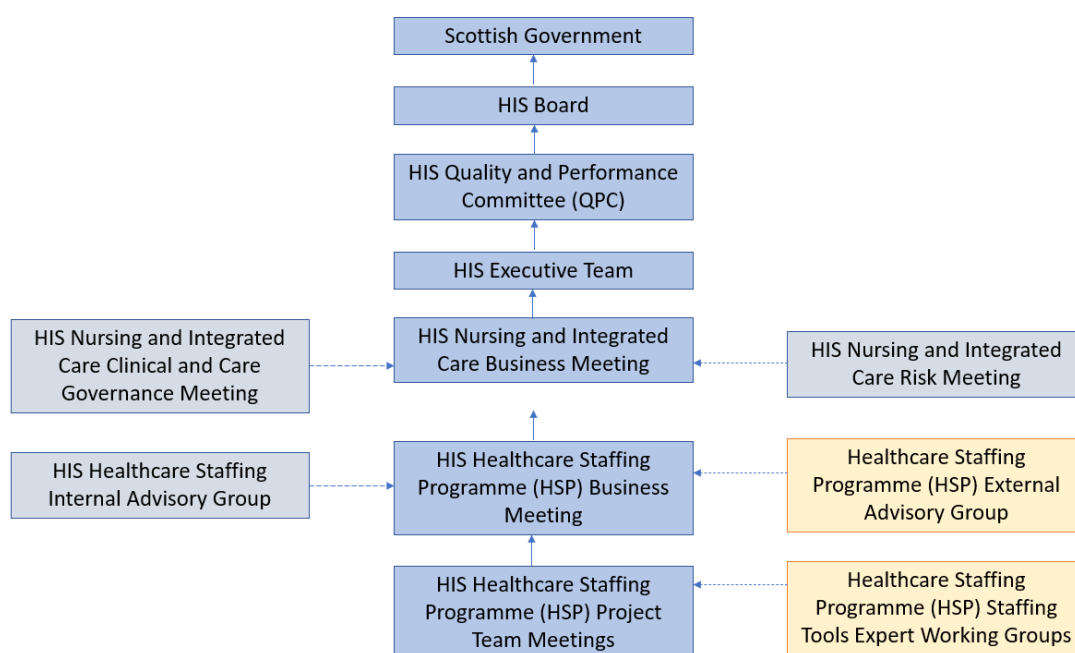 Scottish Government
HIS Board
HIS Quality and Performance
Committee (QPC)
HIS Executive Team
HIS Nursing and Integrated
Care Clinical and Care
Governance Meeting
HIS Nursing and Integrated
Care Business Meeting
HIS Nursing and Integrated
Care Risk Meeting
HIS Healthcare Staffing
Internal Advisory Group
HIS Healthcare Staffing
Programme (HSP) Business
Meeting
Healthcare Staffing
Programme (HSP) External
Advisory Group
HIS Healthcare Staffing
Programme (HSP) Project
Team Meetings
Healthcare Staffing
Programme (HSP) Staffing
Tools Expert Working Groups